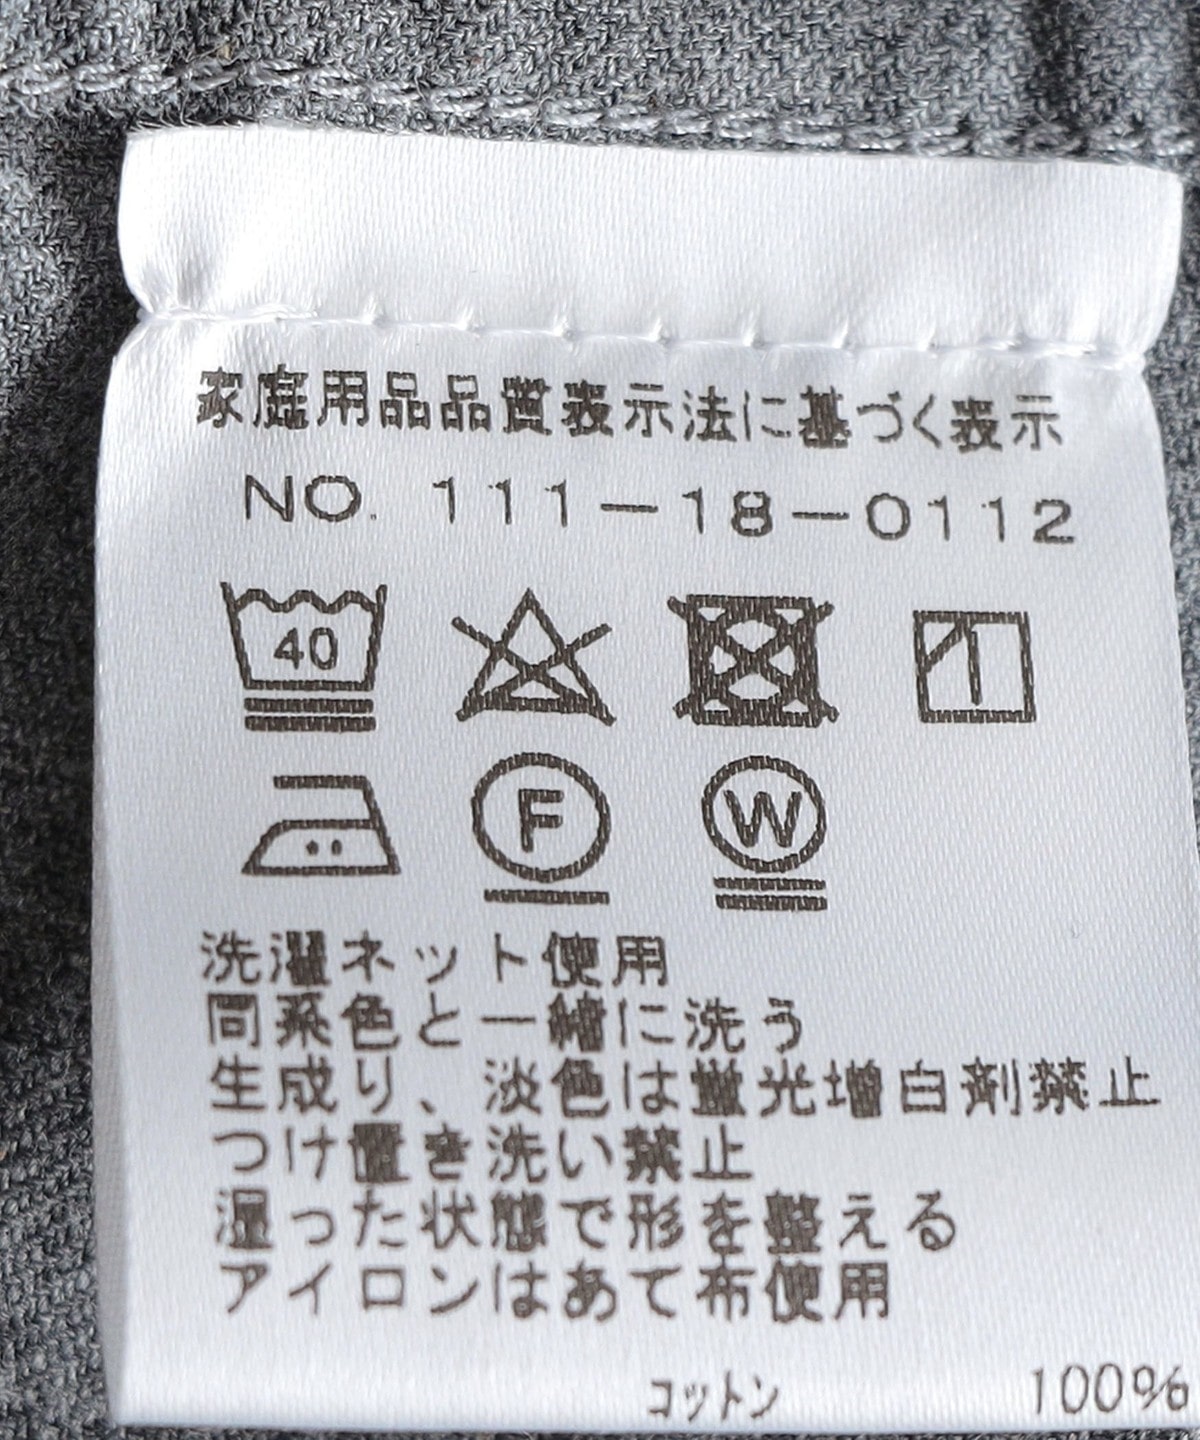 家庭用品品質表示法に基づく表示
NO. 111-18-0112
40
F
W
洗濯ネット使用
同系色と一緒に洗う
生成り、淡色は蛍光増白剤禁止
つけ置き洗い禁止
湿った状態で形を整える
アイロンはあて布使用
コットン 100%